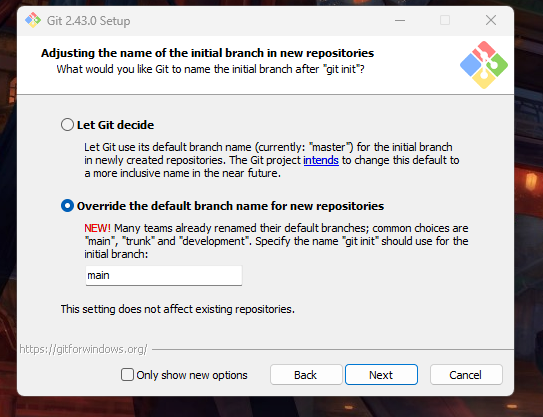 Git 2.43.0 Setup
Adjusting the name of the initial branch in new repositories
What would you like Git to name the initial branch after "git init"?
Let Git decide
Let Git use its default branch name (currently: "master") for the initial branch
in newly created repositories. The Git project intends to change this default to
a more inclusive name in the near future.
Override the default branch name for new repositories
NEW! Many teams already renamed their default branches; common choices are
"main", "trunk" and "development". Specify the name "git init" should use for the
initial branch:
main
This setting does not affect existing repositories.
https://gitforwindows.org/
Only show new options
Back
Next
Cancel